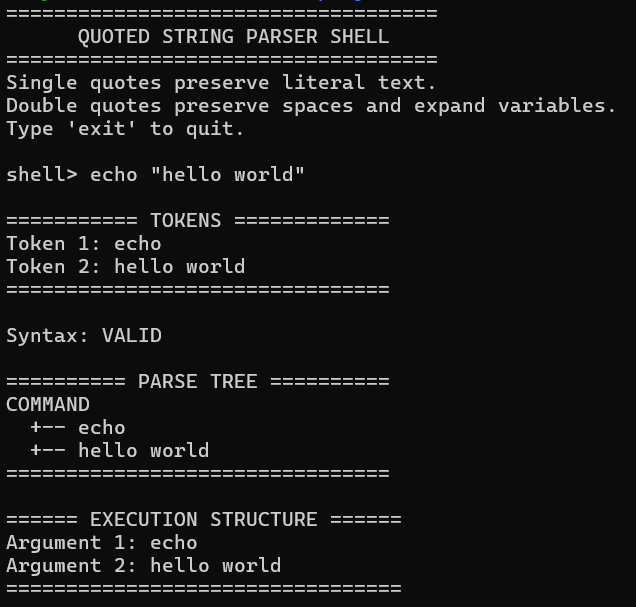 ====================================
QUOTED STRING PARSER SHELL
====================================
Single quotes preserve literal text.
Double quotes preserve spaces and expand variables.
Type 'exit' to quit.
shell> echo "hello world"
=========== TOKENS =============
Token 1: echo
Token 2: hello world
================================
Syntax: VALID
========== PARSE TREE ==========
COMMAND
+-- echo
+-- hello world
================================
====== EXECUTION STRUCTURE ======
Argument 1: echo
Argument 2: hello world
=================================